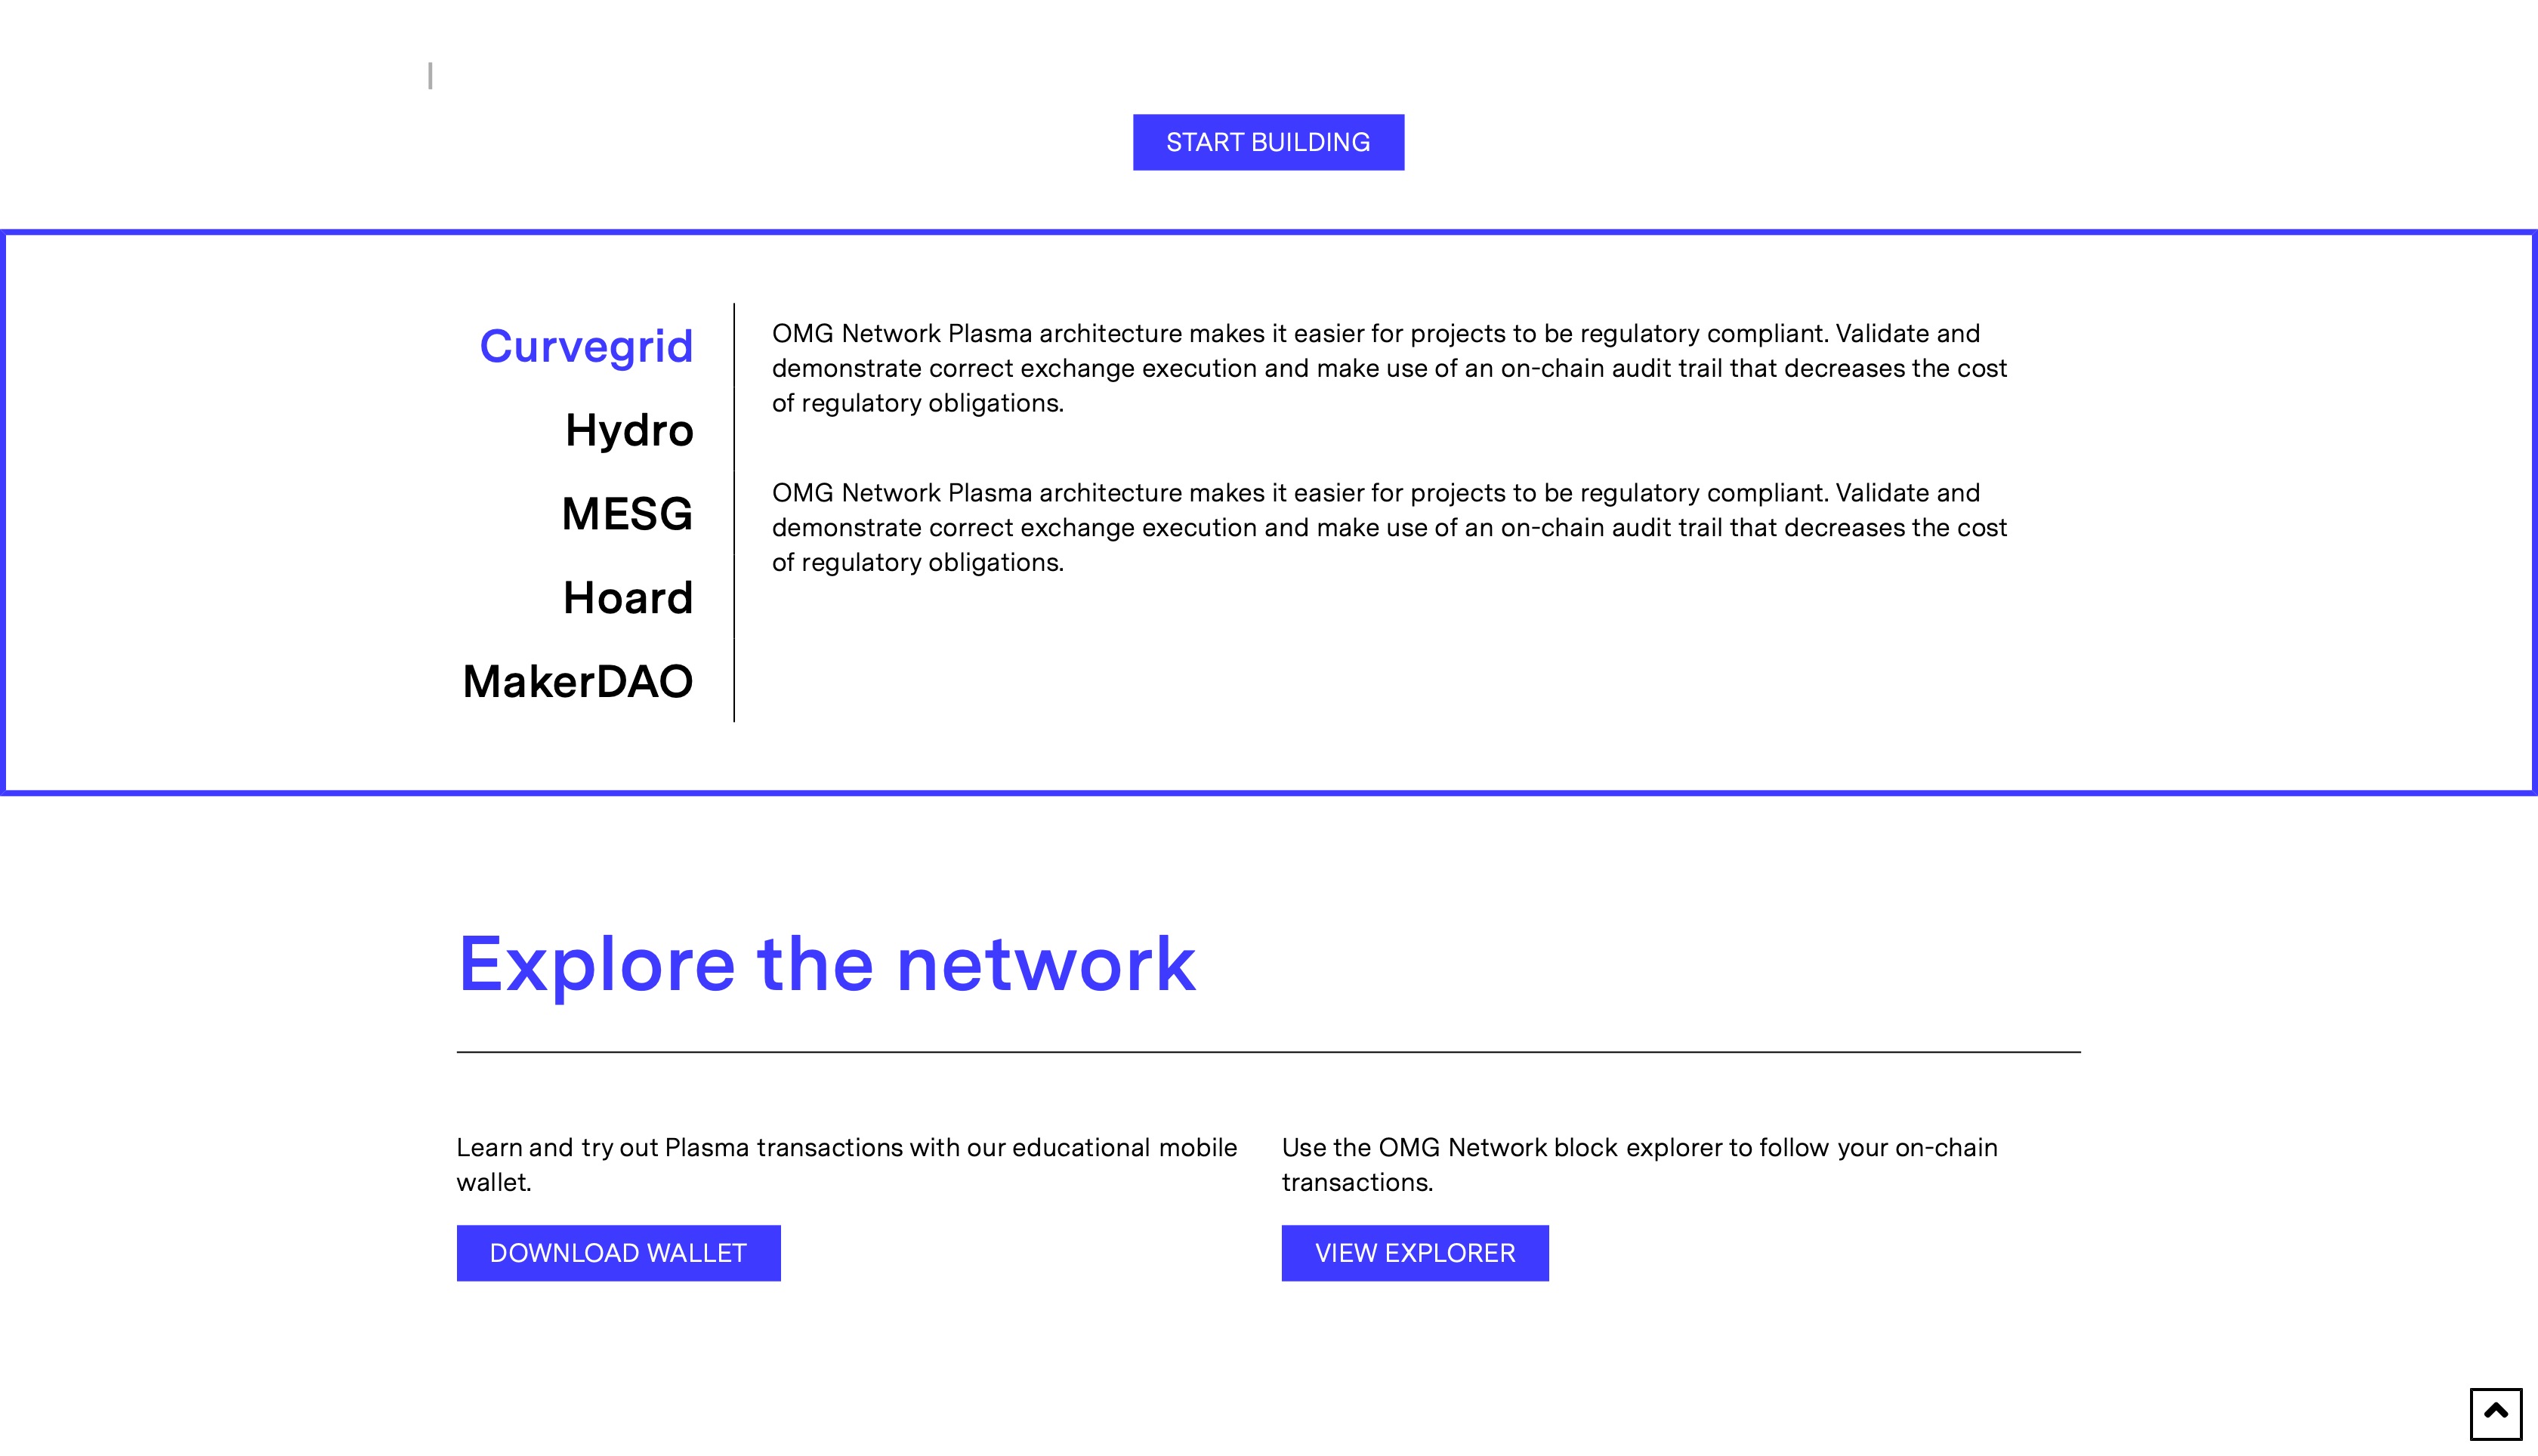 START BUILDING
Curvegrid
Hydro
MESG
Hoard
MakerDAO
OMG Network Plasma architecture makes it easier for projects to be regulatory compliant. Validate and
demonstrate correct exchange execution and make use of an on-chain audit trail that decreases the cost
of regulatory obligations.
OMG Network Plasma architecture makes it easier for projects to be regulatory compliant. Validate and
demonstrate correct exchange execution and make use of an on-chain audit trail that decreases the cost
of regulatory obligations.
Explore the network
Learn and try out Plasma transactions with our educational mobile
wallet.
DOWNLOAD WALLET
Use the OMG Network block explorer to follow your on-chain
transactions.
VIEW EXPLORER